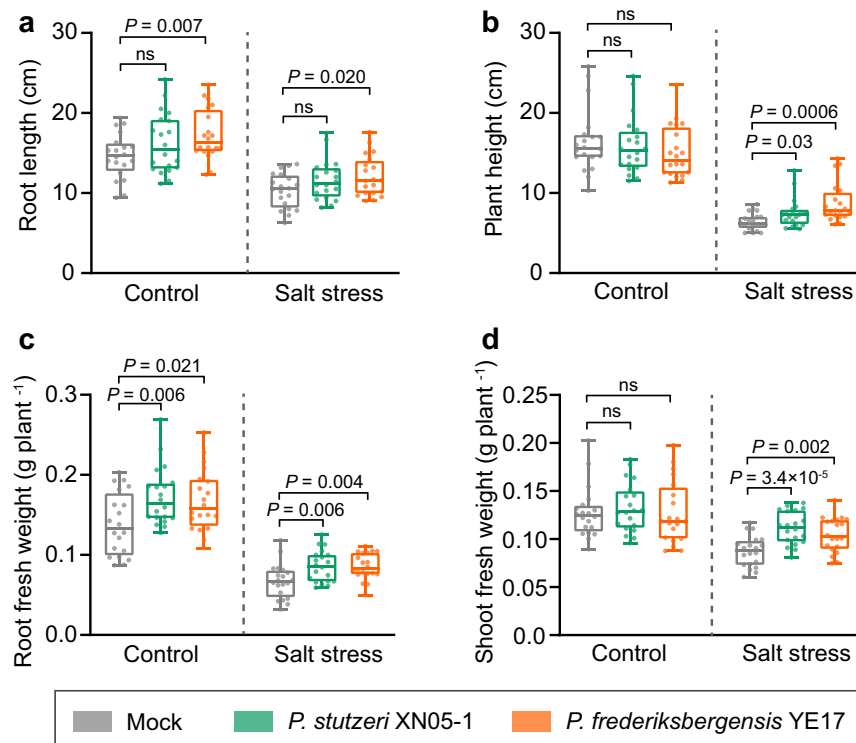 a
Root length (cm)
30
20
10
0
P = 0.007
ns
P = 0.020
ns
Control
Salt stress
b
Plant height (cm)
30
20
10
0
ns
ns
P = 0.0006
P = 0.03
Control
Salt stress
c
Root fresh weight (g plant ⁻¹)
0.3
0.2
0.1
0.0
P = 0.021
P = 0.006
P = 0.004
P = 0.006
Control
Salt stress
d
Shoot fresh weight (g plant ⁻¹)
0.25
0.20
0.15
0.10
0.05
0.0
ns
ns
P = 0.002
P = 3.4×10⁻⁵
Control
Salt stress
Mock
P. stutzeri XN05-1
P. frederiksbergensis YE17